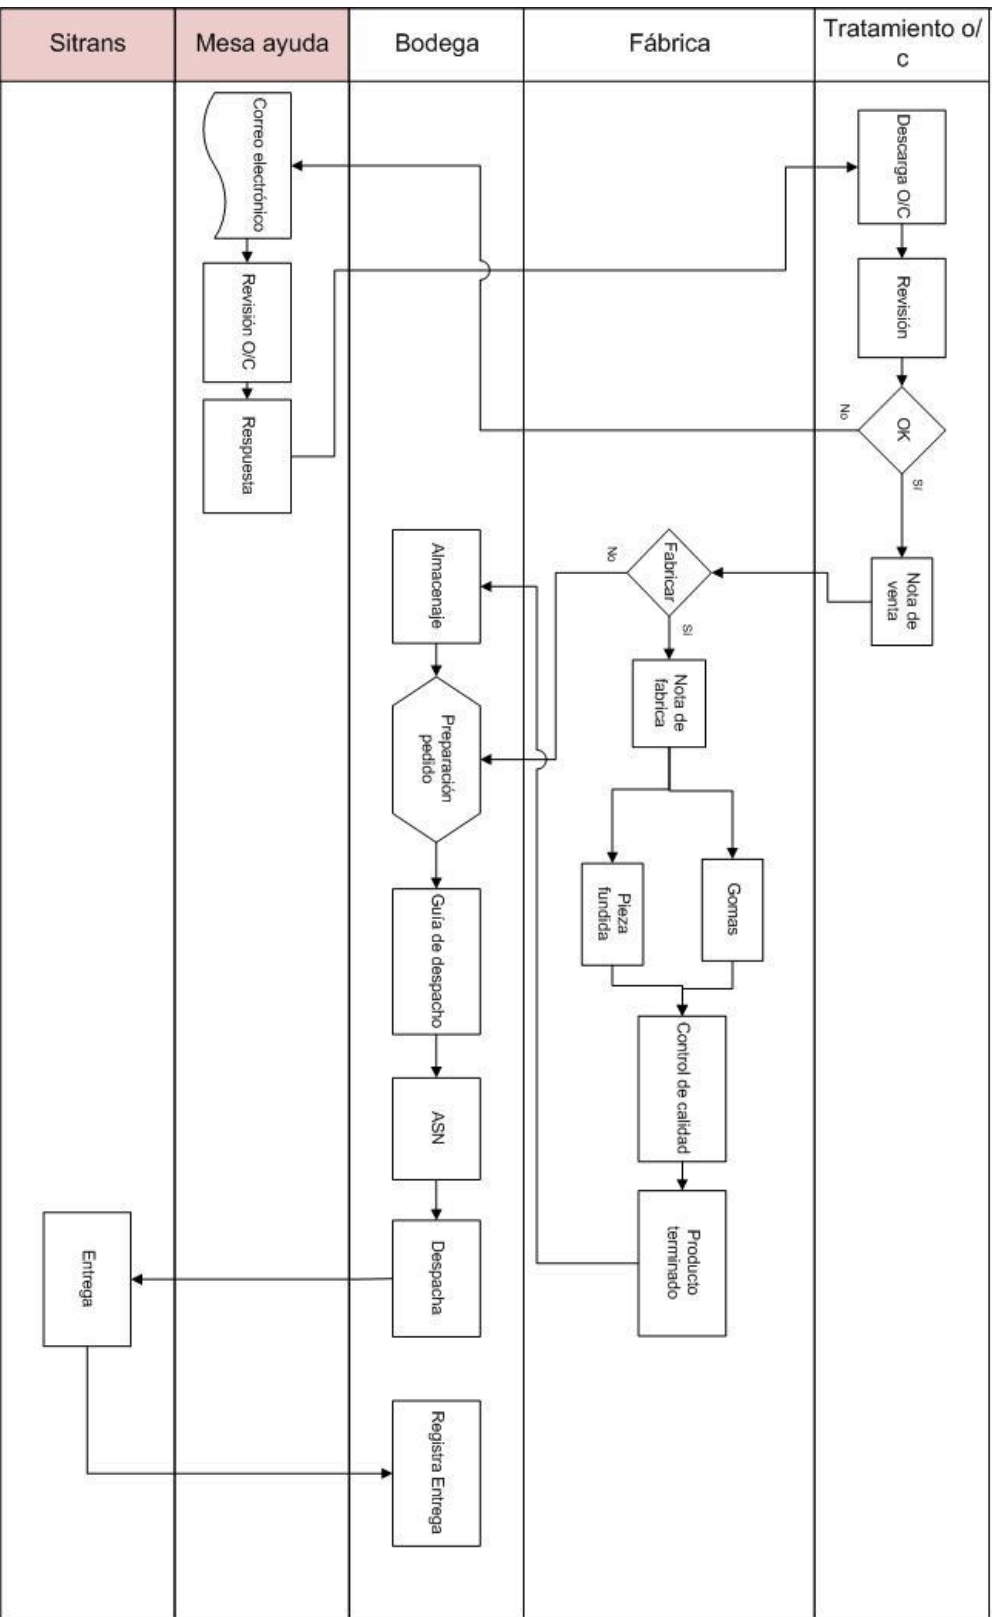 Sitrans
Mesa ayuda
Bodega
Fábrica
Tratamiento o/
c
Correo electrónico
Revisión O/C
Respuesta
Descarga O/C
Revisión
OK
No
Sí
Nota de
venta
Fabricar
No
Sí
Nota de
fabrica
Gomas
Pieza
fundida
Control de calidad
Producto
terminado
Almacenaje
Preparación
pedido
Guía de despacho
ASN
Despacha
Entrega
Registra Entrega